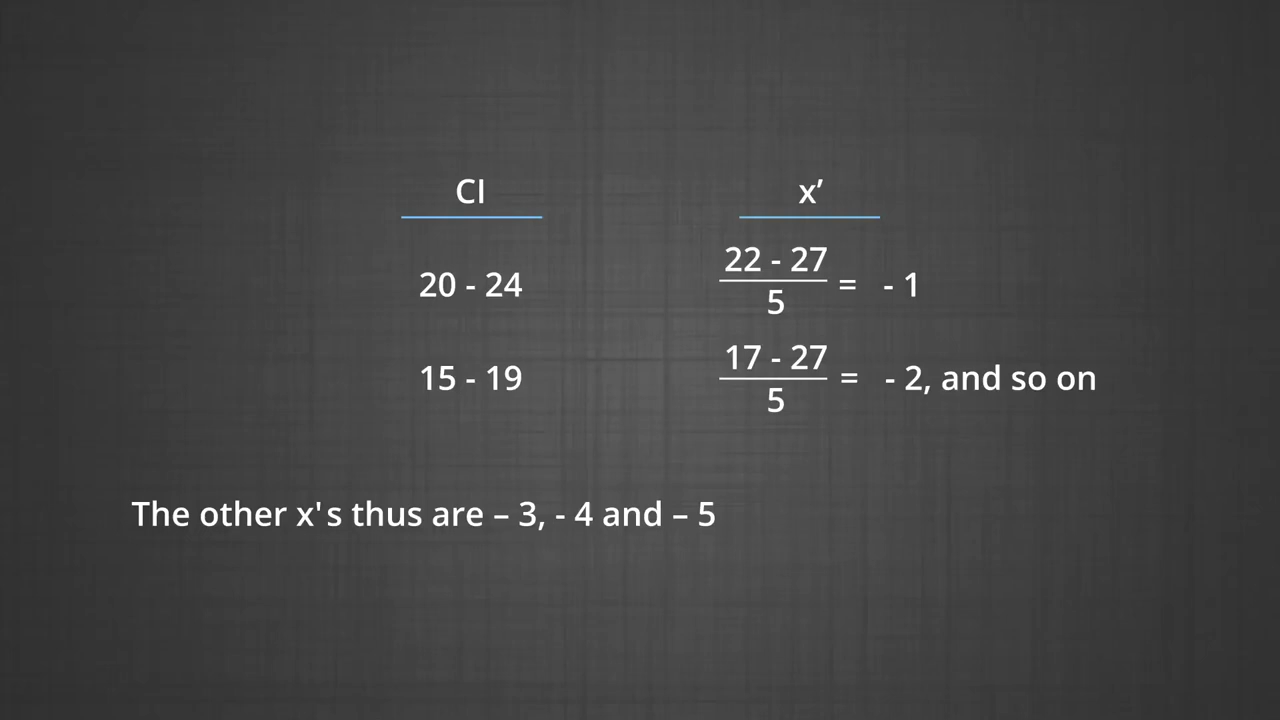 CI x’
20 - 24 22 - 27 / 5 = - 1
15 - 19 17 - 27 / 5 = - 2, and so on
The other x's thus are – 3, - 4 and – 5